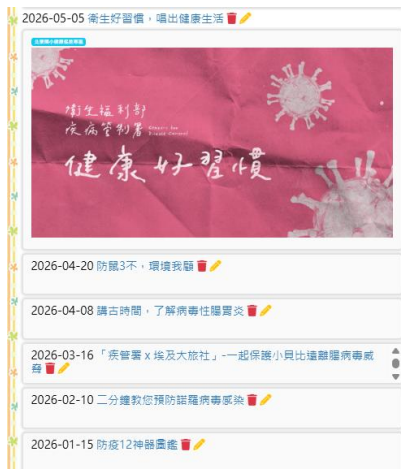 2026-05-05 衛生好習慣，唱出健康生活
衛生福利部
疾病管制署
健康好習慣
2026-04-20 防鼠3不，環境我顧
2026-04-08 講古時間，了解病毒性腸胃炎
2026-03-16 「疾管署 x 埃及大旅社」-一起保護小貝比遠離腸病毒威
脅
2026-02-10 二分鐘教您預防諾羅病毒感染
2026-01-15 防疫12神器圖鑑